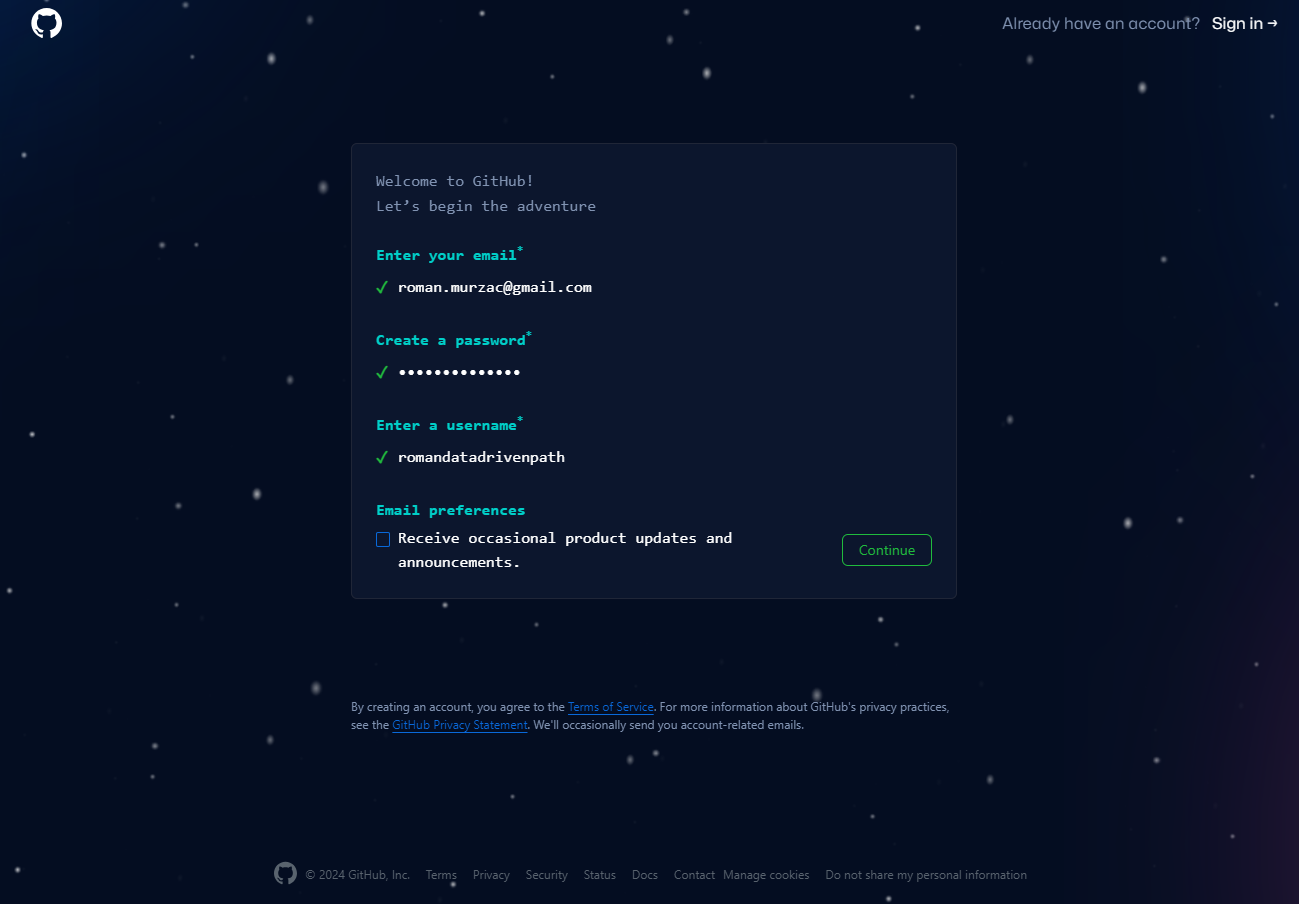 Already have an account? Sign in →
Welcome to GitHub!
Let’s begin the adventure
Enter your email*
✓ roman.murzac@gmail.com
Create a password*
✓ ••••••••••••••
Enter a username*
✓ romandatadrivenpath
Email preferences
Receive occasional product updates and
announcements.
Continue
By creating an account, you agree to the Terms of Service. For more information about GitHub's privacy practices,
see the GitHub Privacy Statement. We'll occasionally send you account-related emails.
© 2024 GitHub, Inc. Terms Privacy Security Status Docs Contact Manage cookies Do not share my personal information